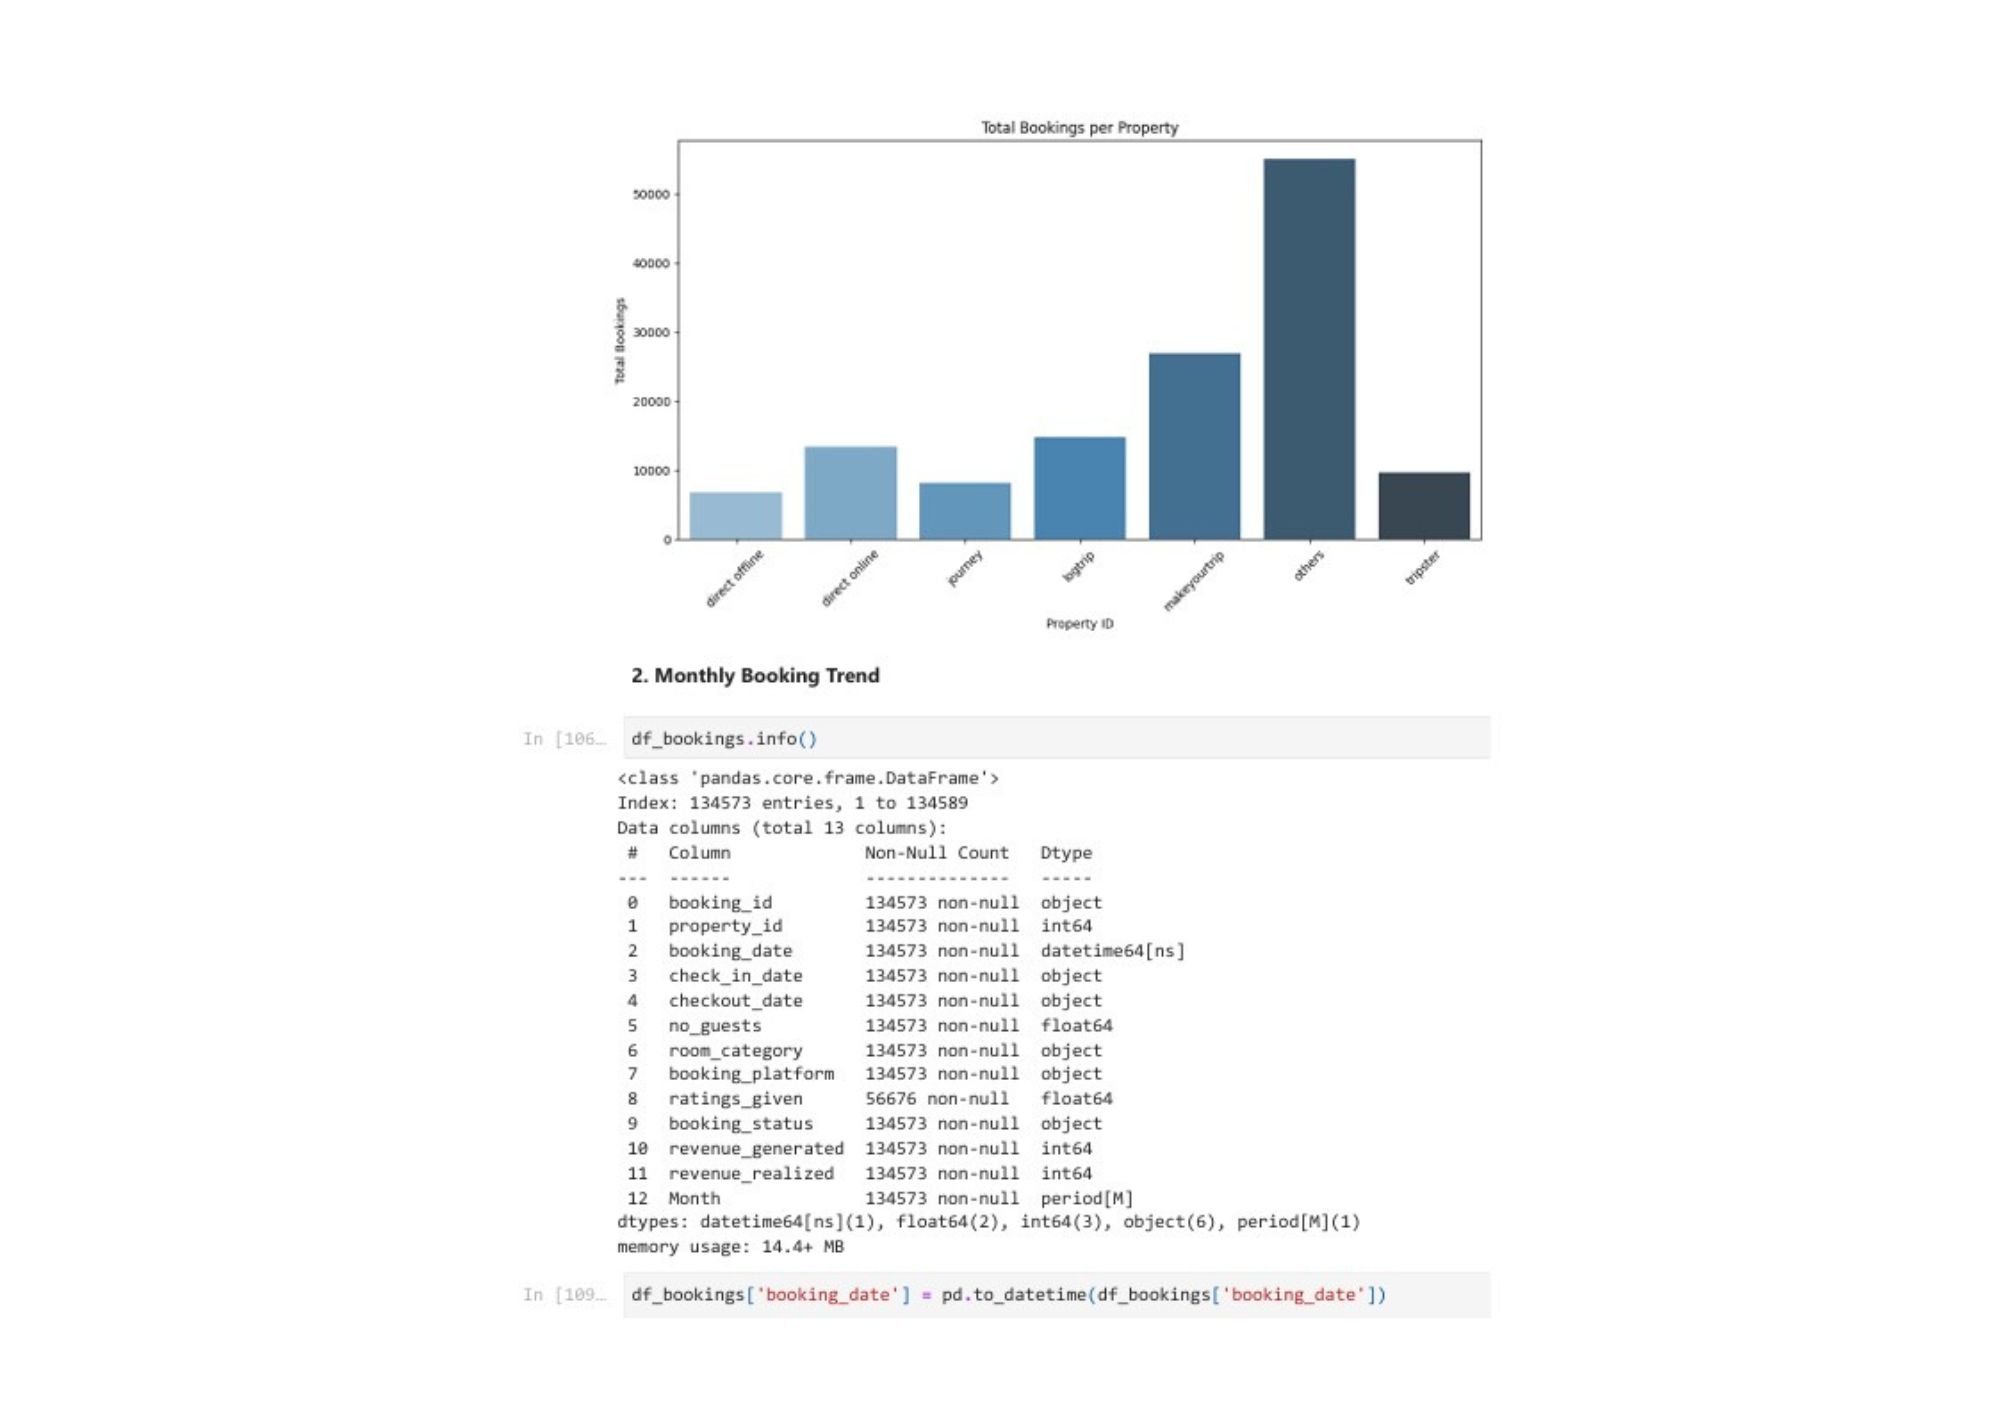 Total Bookings per Property
50000
40000
30000
20000
10000
0
Total Bookings
direct offline
direct online
journey
logtrip
makeyourtrip
others
tripster
Property ID
2. Monthly Booking Trend
In [106… df_bookings.info()
<class 'pandas.core.frame.DataFrame'>
Index: 134573 entries, 1 to 134589
Data columns (total 13 columns):
 #   Column             Non-Null Count   Dtype
---  ------             --------------   -----
 0   booking_id         134573 non-null  object
 1   property_id        134573 non-null  int64
 2   booking_date       134573 non-null  datetime64[ns]
 3   check_in_date      134573 non-null  object
 4   checkout_date      134573 non-null  object
 5   no_guests          134573 non-null  float64
 6   room_category      134573 non-null  object
 7   booking_platform   134573 non-null  object
 8   ratings_given      56676 non-null   float64
 9   booking_status     134573 non-null  object
 10  revenue_generated  134573 non-null  int64
 11  revenue_realized   134573 non-null  int64
 12  Month              134573 non-null  period[M]
dtypes: datetime64[ns](1), float64(2), int64(3), object(6), period[M](1)
memory usage: 14.4+ MB
In [109… df_bookings['booking_date'] = pd.to_datetime(df_bookings['booking_date'])